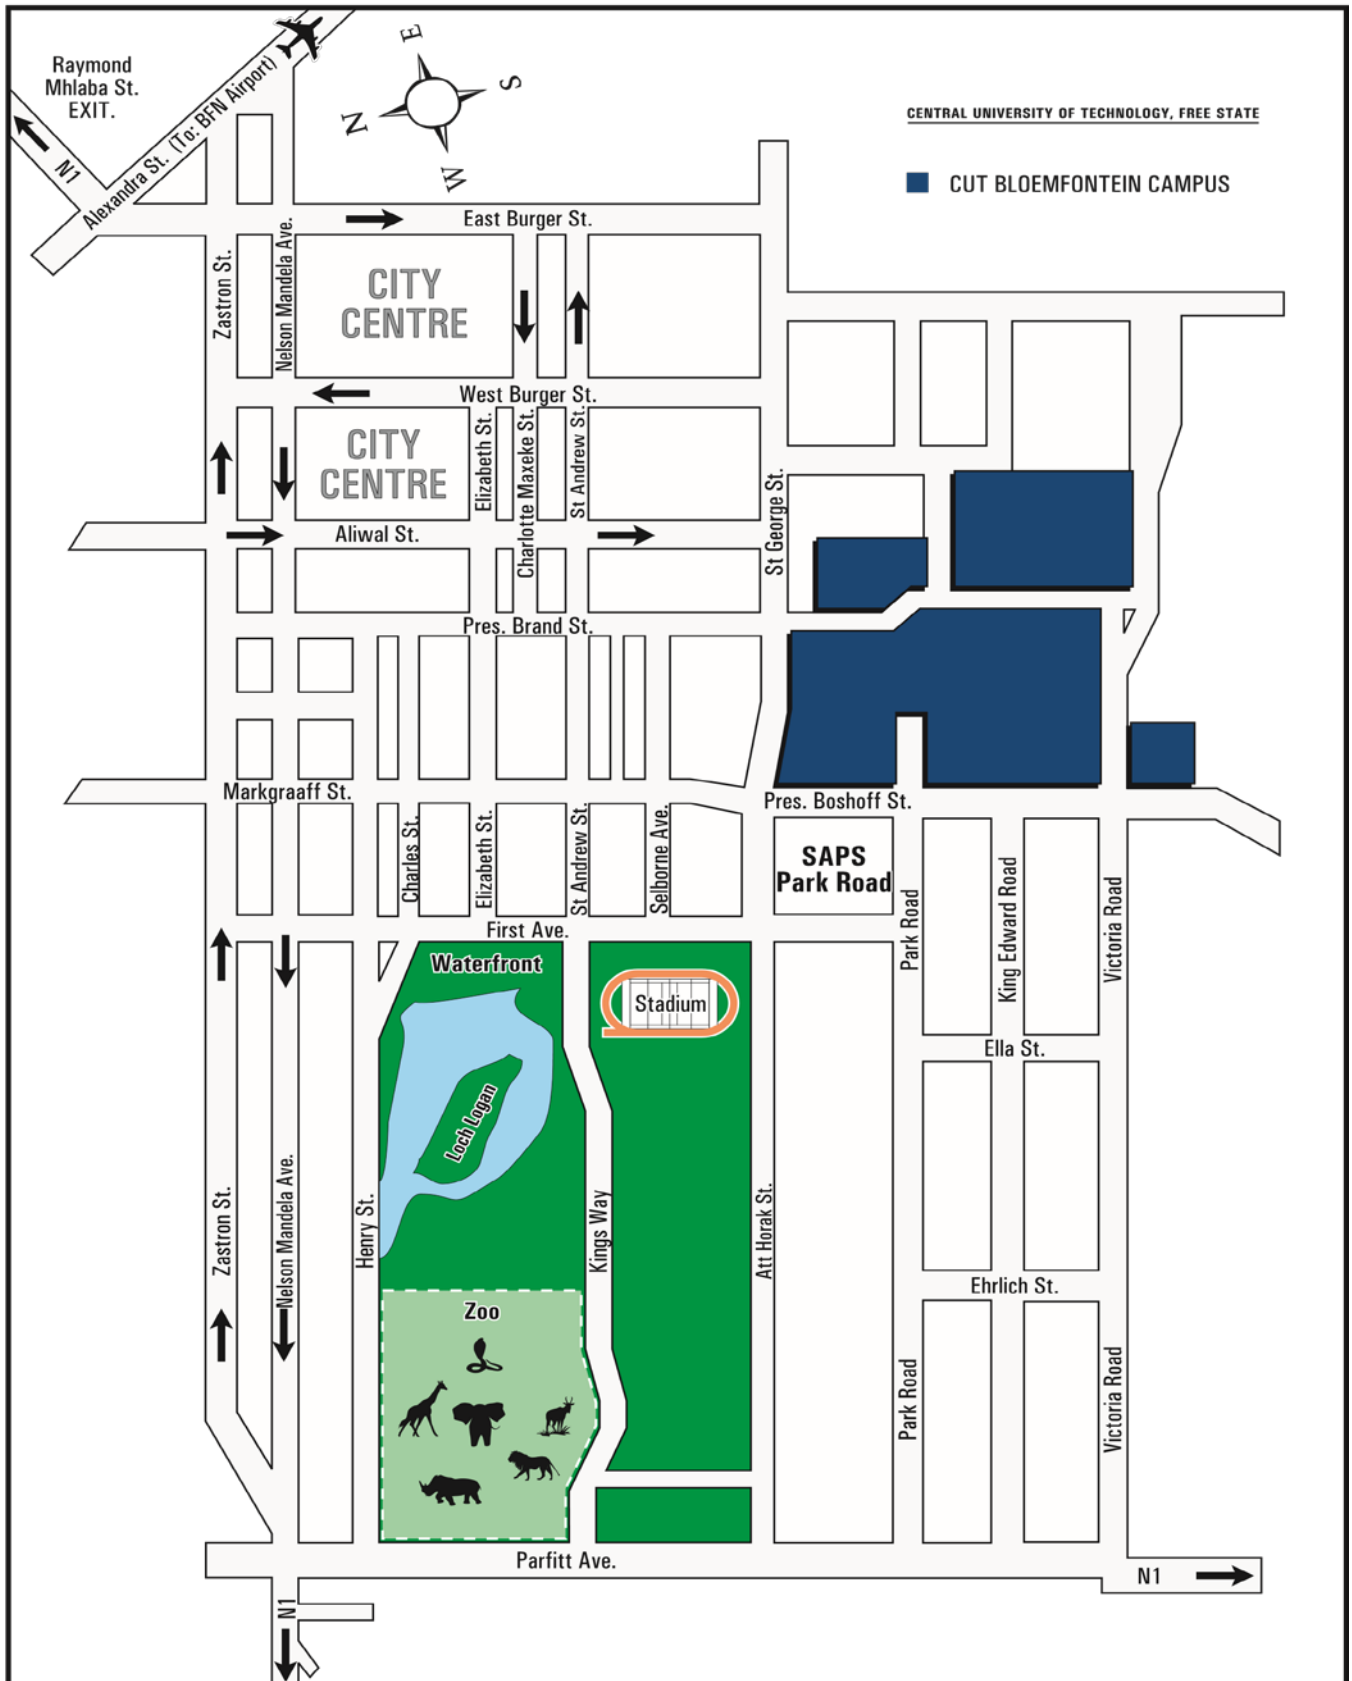 Raymond
Mhlaba St.
EXIT.
N1
Alexandra St. (To: BFN Airport)
E
S
N
W
CENTRAL UNIVERSITY OF TECHNOLOGY, FREE STATE
CUT BLOEMFONTEIN CAMPUS
East Burger St.
Zastron St.
Nelson Mandela Ave.
CITY
CENTRE
West Burger St.
CITY
CENTRE
Elizabeth St.
Charlotte Maxeke St.
St Andrew St.
St George St.
Aliwal St.
Pres. Brand St.
Markgraaff St.
Pres. Boshoff St.
Charles St.
Elizabeth St.
St Andrew St.
Selborne Ave.
SAPS
Park Road
Park Road
King Edward Road
Victoria Road
First Ave.
Waterfront
Stadium
Ella St.
Loch Logan
Zastron St.
Nelson Mandela Ave.
Henry St.
Kings Way
Att Horak St.
Ehrlich St.
Zoo
Park Road
Victoria Road
Parfitt Ave.
N1
N1